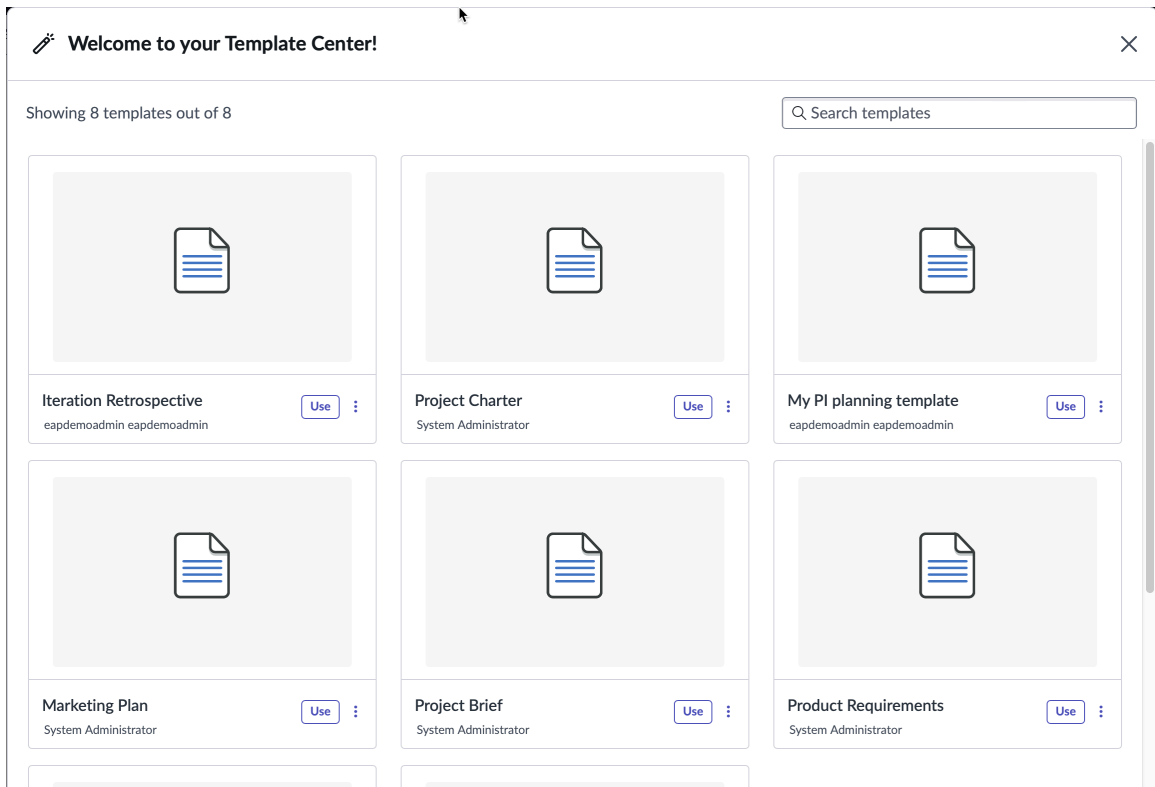 Welcome to your Template Center!
Showing 8 templates out of 8
Search templates
Iteration Retrospective
Use
eapdemoadmin eapdemoadmin
Project Charter
Use
System Administrator
My PI planning template
Use
eapdemoadmin eapdemoadmin
Marketing Plan
Use
System Administrator
Project Brief
Use
System Administrator
Product Requirements
Use
System Administrator